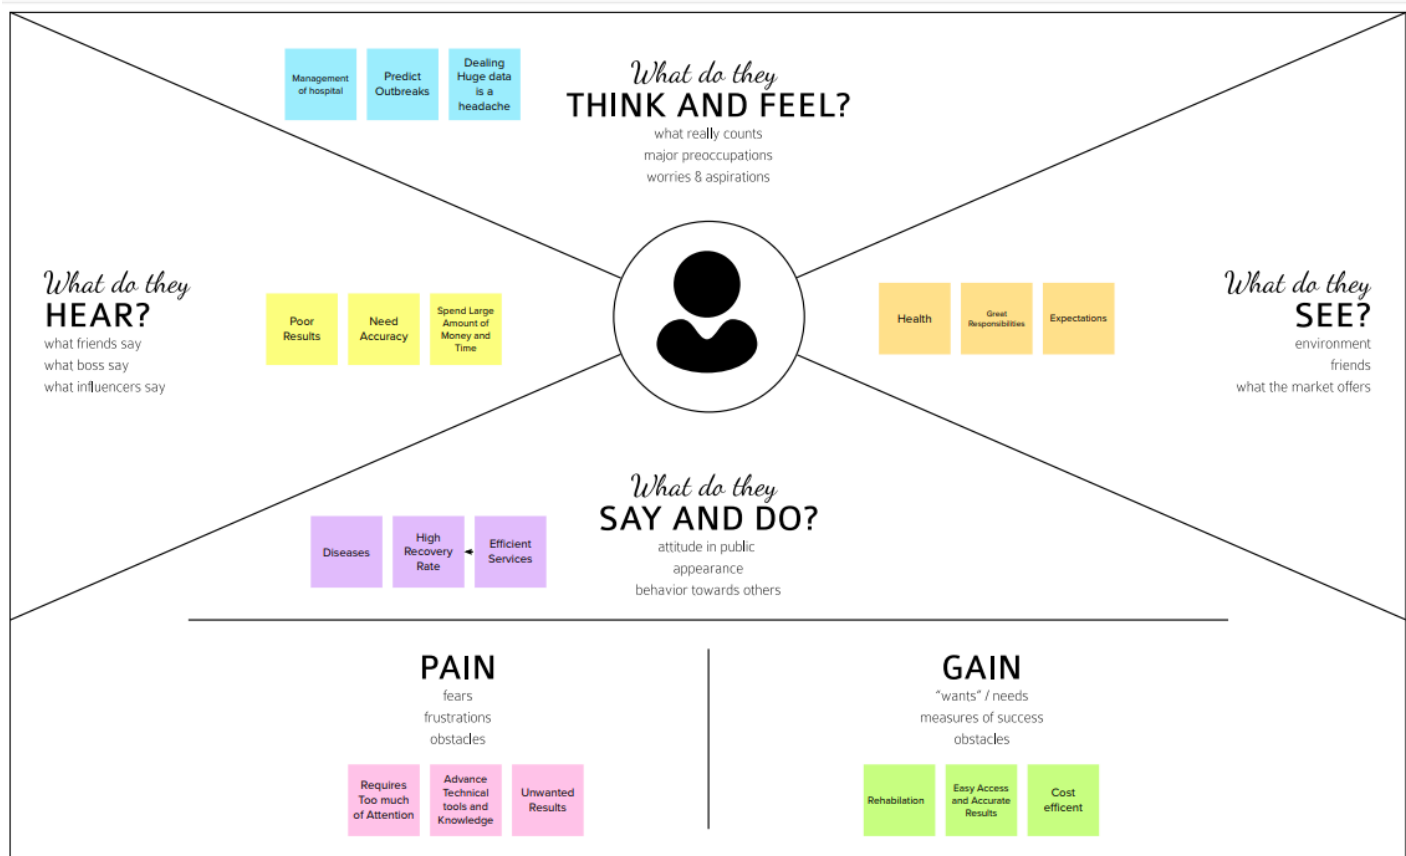 Management
of hospital
Predict
Outbreaks
Dealing
Huge data
is a
headache
What do they
THINK AND FEEL?
what really counts
major preoccupations
worries & aspirations
What do they
HEAR?
what friends say
what boss say
what influencers say
Poor
Results
Need
Accuracy
Spend Large
Amount of
Money and
Time
Health
Great
Responsibilities
Expectations
What do they
SEE?
environment
friends
what the market offers
What do they
SAY AND DO?
attitude in public
appearance
behavior towards others
Diseases
High
Recovery
Rate
Efficient
Services
PAIN
fears
frustrations
obstacles
Requires
Too much
of Attention
Advance
Technical
tools and
Knowledge
Unwanted
Results
GAIN
"wants" / needs
measures of success
obstacles
Rehabilation
Easy Access
and Accurate
Results
Cost
efficent